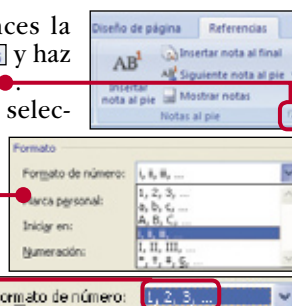 nces la
y haz
.
selec-
Diseño de página Referencias
AB¹
Insertar nota al pie
Insertar nota al final
Siguiente nota al pie
Mostrar notas
Notas al pie
Formato
Formato de número: i, ii, iii, ...
Marca personal:
Iniciar en:
Numeración:
1, 2, 3, ...
a, b, c, ...
A, B, C, ...
i, ii, iii, ...
I, II, III, ...
*, †, ‡, §, ...
ormato de número: 1, 2, 3, ...